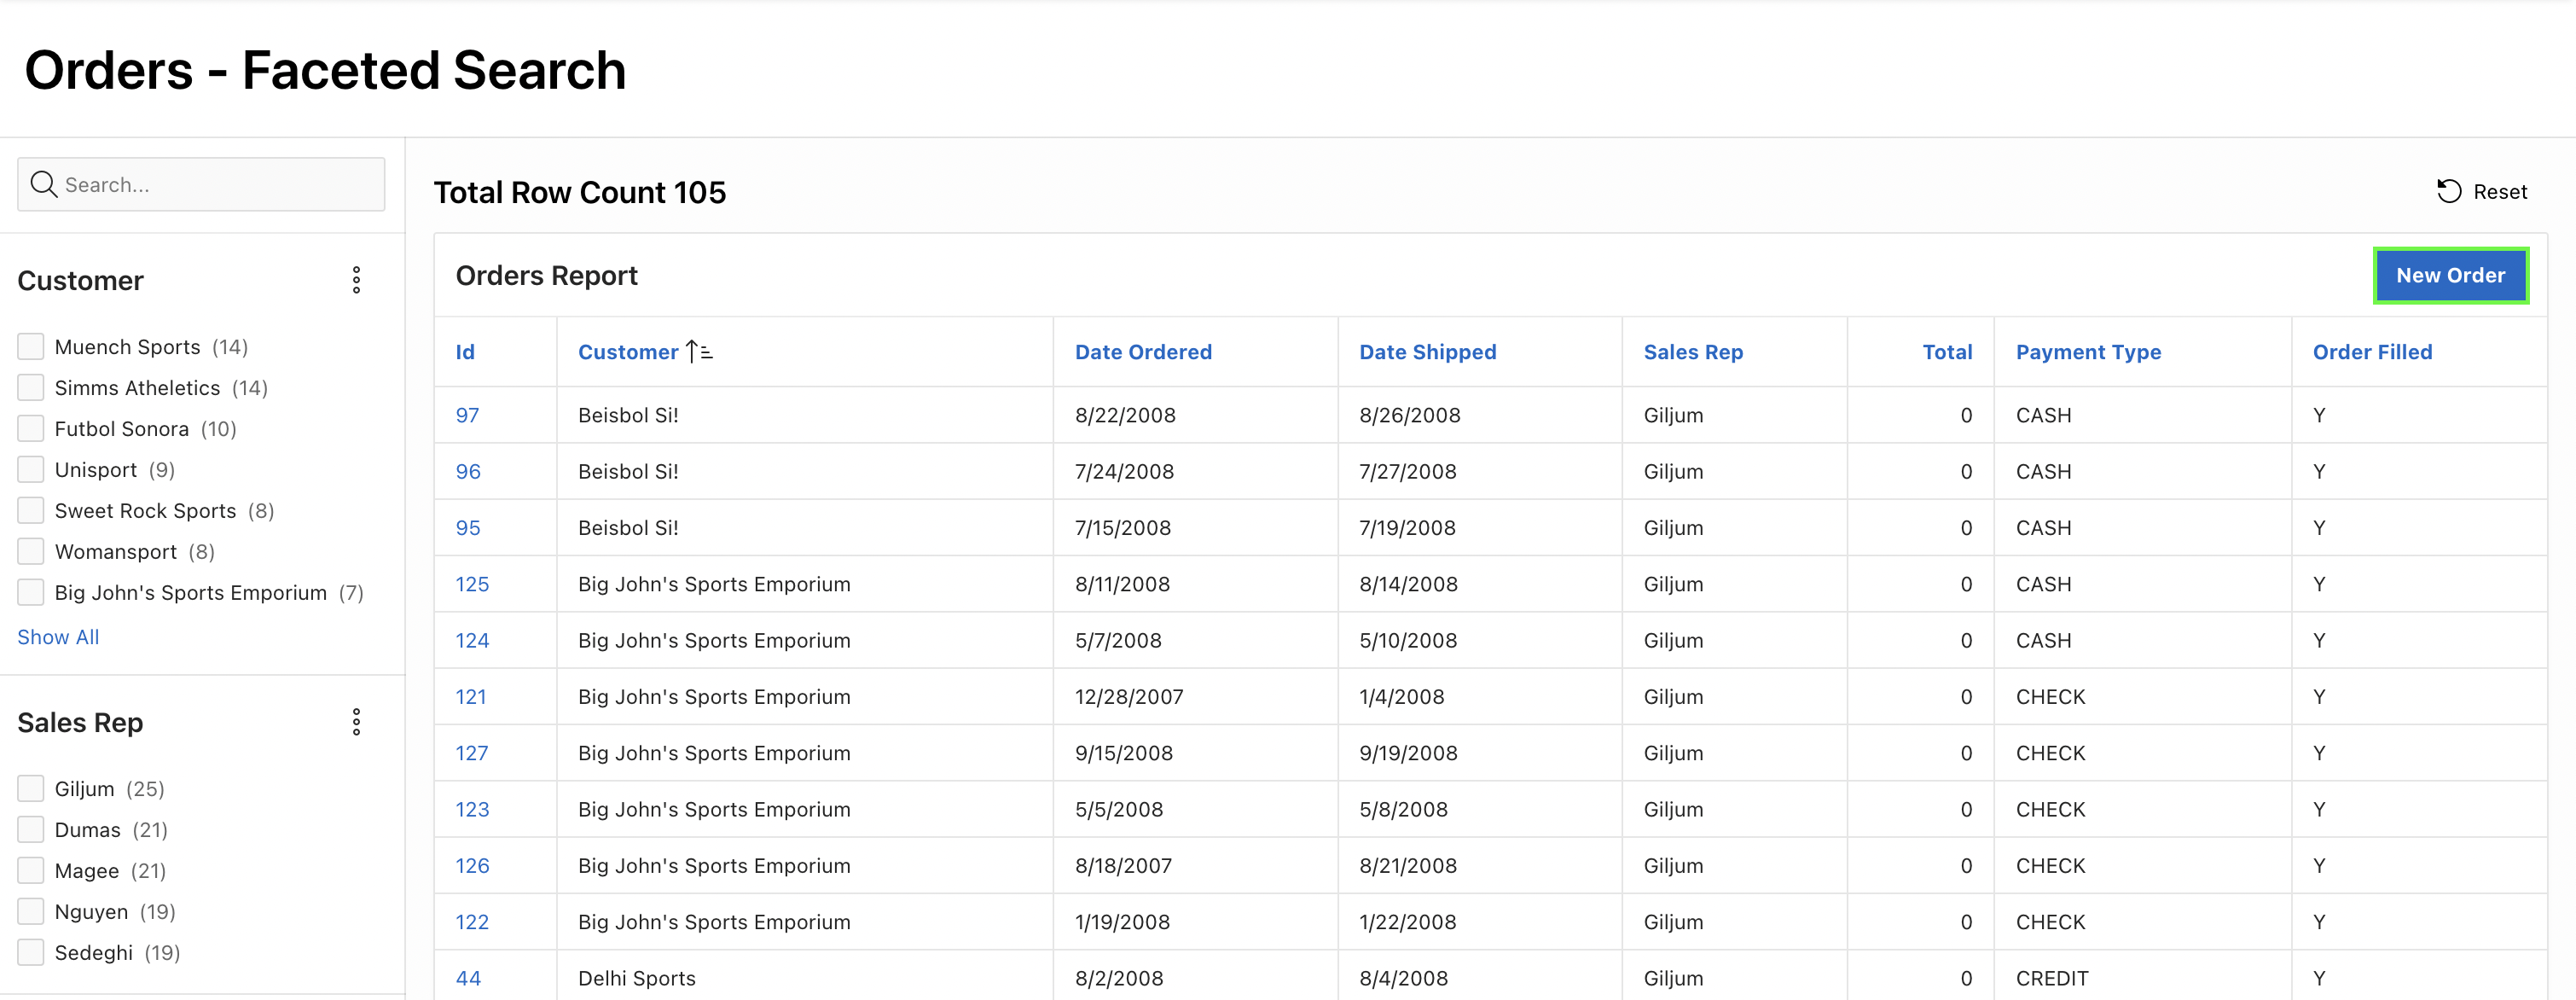 Orders - Faceted Search
Search...
Customer
Muench Sports (14)
Simms Atheletics (14)
Futbol Sonora (10)
Unisport (9)
Sweet Rock Sports (8)
Womansport (8)
Big John's Sports Emporium (7)
Show All
Sales Rep
Giljum (25)
Dumas (21)
Magee (21)
Nguyen (19)
Sedeghi (19)
Total Row Count 105
Reset
Orders Report
New Order
Id Customer Date Ordered Date Shipped Sales Rep Total Payment Type Order Filled
97 Beisbol Si! 8/22/2008 8/26/2008 Giljum 0 CASH Y
96 Beisbol Si! 7/24/2008 7/27/2008 Giljum 0 CASH Y
95 Beisbol Si! 7/15/2008 7/19/2008 Giljum 0 CASH Y
125 Big John's Sports Emporium 8/11/2008 8/14/2008 Giljum 0 CASH Y
124 Big John's Sports Emporium 5/7/2008 5/10/2008 Giljum 0 CASH Y
121 Big John's Sports Emporium 12/28/2007 1/4/2008 Giljum 0 CHECK Y
127 Big John's Sports Emporium 9/15/2008 9/19/2008 Giljum 0 CHECK Y
123 Big John's Sports Emporium 5/5/2008 5/8/2008 Giljum 0 CHECK Y
126 Big John's Sports Emporium 8/18/2007 8/21/2008 Giljum 0 CHECK Y
122 Big John's Sports Emporium 1/19/2008 1/22/2008 Giljum 0 CHECK Y
44 Delhi Sports 8/2/2008 8/4/2008 Giljum 0 CREDIT Y